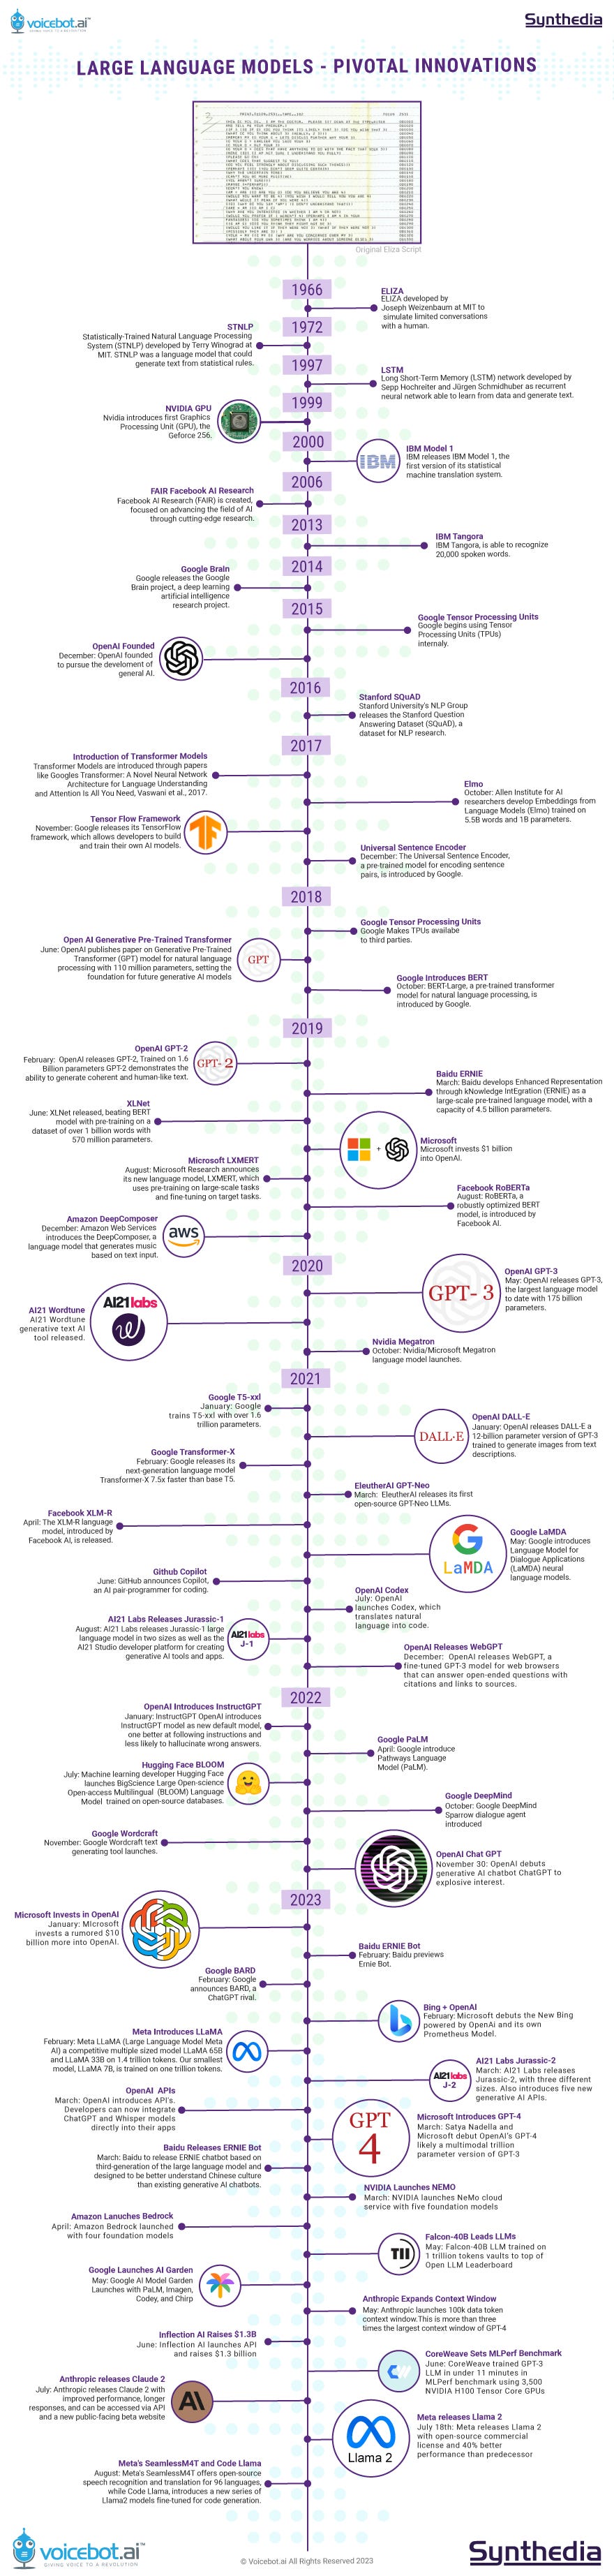 voicebot.ai™
GIVING VOICE TO A REVOLUTION
Synthedia
LARGE LANGUAGE MODELS - PIVOTAL INNOVATIONS
Original Eliza Script
1966
ELIZA
ELIZA developed by
Joseph Weizenbaum at MIT to
simulate limited conversations
with a human.
1972
STNLP
Statistically-Trained Natural Language Processing
System (STNLP) developed by Terry Winograd at
MIT. STNLP was a language model that could
generate text from statistical rules.
1997
LSTM
Long Short-Term Memory (LSTM) network developed by
Sepp Hochreiter and Jürgen Schmidhuber as recurrent
neural network able to learn from data and generate text.
1999
NVIDIA GPU
Nvidia introduces first Graphics
Processing Unit (GPU), the
Geforce 256,
2000
IBM
IBM Model 1
IBM releases IBM Model 1, the
first version of its statistical
machine translation system.
2006
FAIR Facebook AI Research
Facebook AI Research (FAIR) is created,
focused on advancing the field of AI
through cutting-edge research.
2013
IBM Tangora
IBM Tangora, is able to recognize
20,000 spoken words.
2014
Google Brain
Google releases the Google
Brain project, a deep learning
artificial intelligence
research project.
2015
Google Tensor Processing Units
Google begins using Tensor
Processing Units (TPUs)
internaly.
OpenAI Founded
December: OpenAI founded
to pursue the develoment of
general AI.
2016
Stanford SQuAD
Stanford University's NLP Group
releases the Stanford Question
Answering Dataset (SQuAD), a
dataset for NLP research.
2017
Introduction of Transformer Models
Transformer Models are introduced through papers
like Googles Transformer: A Novel Neural Network
Architecture for Language Understanding
and Attention Is All You Need, Vaswani et al., 2017.
Elmo
October: Allen Institute for AI
researchers develop Embeddings from
Language Models (Elmo) trained on
5.5B words and 1B parameters.
Tensor Flow Framework
November: Google releases its TensorFlow
framework, which allows developers to build
and train their own AI models.
Universal Sentence Encoder
December: The Universal Sentence Encoder,
a pre-trained model for encoding sentence
pairs, is introduced by Google.
2018
Google Tensor Processing Units
Google Makes TPUs availabe
to third parties.
Open AI Generative Pre-Trained Transformer
June: OpenAI publishes paper on Generative Pre-Trained
Transformer (GPT) model for natural language
processing with 110 million parameters, setting the
foundation for future generative AI models
GPT
Google Introduces BERT
October: BERT-Large, a pre-trained transformer
model for natural language processing, is
introduced by Google.
2019
OpenAI GPT-2
February: OpenAI releases GPT-2, Trained on 1.6
Billion parameters GPT-2 demonstrates the
ability to generate coherent and human-like text.
GPT- 2
Baidu ERNIE
March: Baidu develops Enhanced Representation
through kNowledge IntEgration (ERNIE) as a
large-scale pre-trained language model, with a
capacity of 4.5 billion parameters.
XLNet
June: XLNet released, beating BERT
model with pre-training on a
dataset of over 1 billion words with
570 million parameters.
+
Microsoft
Microsoft invests $1 billion
into OpenAI.
Microsoft LXMERT
August: Microsoft Research announces
its new language model, LXMERT, which
uses pre-training on large-scale tasks
and fine-tuning on target tasks.
Facebook RoBERTa
August: RoBERTa, a
robustly optimized BERT
model, is introduced by
Facebook AI.
Amazon DeepComposer
December: Amazon Web Services
introduces the DeepComposer, a
language model that generates music
based on text input.
aws
2020
GPT- 3
OpenAI GPT-3
May: OpenAI releases GPT-3,
the largest language model
to date with 175 billion
parameters.
AI21 Wordtune
AI21 Wordtune
generative text AI
tool released.
AI21labs
Nvidia Megatron
October: Nvidia/Microsoft Megatron
language model launches.
2021
Google T5-xxl
January: Google
trains T5-xxl with over 1.6
trillion parameters.
DALL·E
OpenAI DALL-E
January: OpenAI releases DALL-E a
12-billion parameter version of GPT-3
trained to generate images from text
descriptions.
Google Transformer-X
February: Google releases its
next-generation language model
Transformer-X 7.5x faster than base T5.
EleutherAI GPT-Neo
March: EleutherAI releases its first
open-source GPT-Neo LLMs.
Facebook XLM-R
April: The XLM-R language
model, introduced by
Facebook AI, is released.
LaMDA
Google LaMDA
May: Google introduces
Language Model for
Dialogue Applications
(LaMDA) neural
language models.
Github Copilot
June: GitHub announces Copilot,
an AI pair-programmer for coding.
OpenAI Codex
July: OpenAI
launches Codex, which
translates natural
language into code.
AI21 Labs Releases Jurassic-1
August: AI21 Labs releases Jurassic-1 large
language model in two sizes as well as the
AI21 Studio developer platform for creating
generative AI tools and apps.
AI21labs
J-1
OpenAI Releases WebGPT
December: OpenAI releases WebGPT, a
fine-tuned GPT-3 model for web browsers
that can answer open-ended questions with
citations and links to sources.
2022
OpenAI Introduces InstructGPT
January: InstructGPT OpenAI introduces
InstructGPT model as new default model,
one better at following instructions and
less likely to hallucinate wrong answers.
Google PaLM
April: Google introduce
Pathways Language
Model (PaLM).
Hugging Face BLOOM
July: Machine learning developer Hugging Face
launches BigScience Large Open-science
Open-access Multilingual (BLOOM) Language
Model trained on open-source databases.
Google DeepMind
October: Google DeepMind
Sparrow dialogue agent
introduced
Google Wordcraft
November: Google Wordcraft text
generating tool launches.
OpenAI Chat GPT
November 30: OpenAI debuts
generative AI chatbot ChatGPT to
explosive interest.
2023
Microsoft Invests in OpenAI
January: MIcrosoft
invests a rumored $10
billion more into OpenAI.
Baidu ERNIE Bot
February: Baidu previews
Ernie Bot.
Google BARD
February: Google
announces BARD, a
ChatGPT rival.
Bing + OpenAI
February: Microsoft debuts the New Bing
powered by OpenAi and its own
Prometheus Model.
Meta Introduces LLaMA
February: Meta LLaMA (Large Language Model Meta
AI) a competitive multiple sized model LLaMA 65B
and LLaMA 33B on 1.4 trillion tokens. Our smallest
model, LLaMA 7B, is trained on one trillion tokens.
AI21labs
J-2
AI21 Labs Jurassic-2
March: AI21 Labs releases
Jurassic-2, with three different
sizes. Also introduces five new
generative AI APIs.
OpenAI APIs
March: OpenAI introduces API's.
Developers can now integrate
ChatGPT and Whisper models
directly into their apps
GPT
4
Microsoft Introduces GPT-4
March: Satya Nadella and
Microsoft debut OpenAI's GPT-4
likely a multimodal trillion
parameter version of GPT-3
Baidu Releases ERNIE Bot
March: Baidu to release ERNIE chatbot based on
third-generation of the large language model and
designed to be better understand Chinese culture
than existing generative AI chatbots.
NVIDIA Launches NEMO
March: NVIDIA launches NeMo cloud
service with five foundation models
Amazon Lanuches Bedrock
April: Amazon Bedrock launched
with four foundation models
TII
Falcon-40B Leads LLMs
May: Falcon-40B LLM trained on
1 trillion tokens vaults to top of
Open LLM Leaderboard
Google Launches AI Garden
May: Google AI Model Garden
Launches with PaLM, Imagen,
Codey, and Chirp
Anthropic Expands Context Window
May: Anthropic launches 100k data token
context window.This is more than three
times the largest context window of GPT-4
Inflection AI Raises $1.3B
June: Inflection AI launches API
and raises $1.3 billion
CoreWeave Sets MLPerf Benchmark
June: CoreWeave trained GPT-3
LLM in under 11 minutes in
MLPerf benchmark using 3,500
NVIDIA H100 Tensor Core GPUs
Anthropic releases Claude 2
July: Anthropic releases Claude 2 with
improved performance, longer
responses, and can be accessed via API
and a new public-facing beta website
Llama 2
Meta releases Llama 2
July 18th: Meta releases Llama 2
with open-source commercial
license and 40% better
performance than predecessor
Meta's SeamlessM4T and Code Llama
August: Meta's SeamlessM4T offers open-source
speech recognition and translation for 96 languages,
while Code Llama, introduces a new series of
Llama2 models fine-tuned for code generation.
voicebot.ai™
GIVING VOICE TO A REVOLUTION
© Voicebot.ai All Rights Reserved 2023
Synthedia